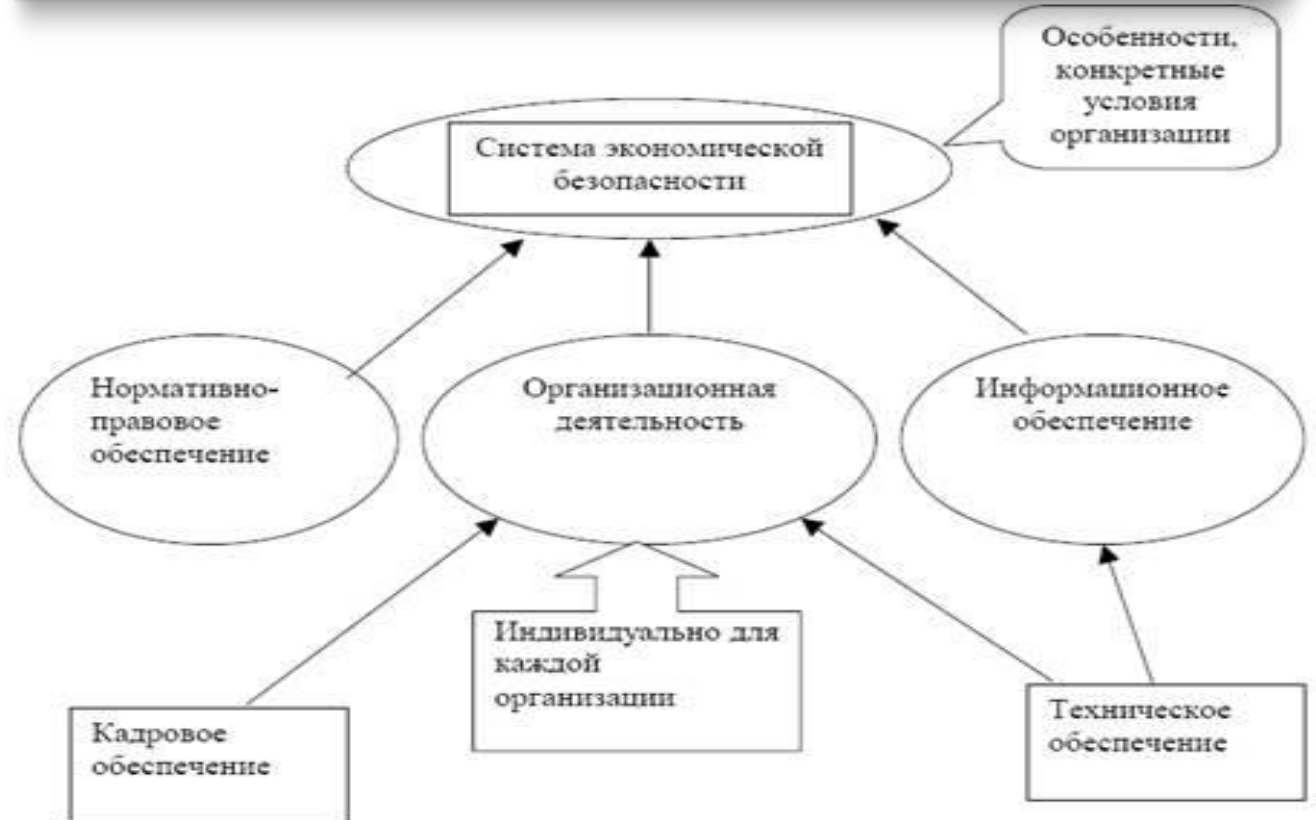 Особенности,
конкретные
условия
организации
Система экономической
безопасности
Нормативно-
правовое
обеспечение
Организационная
деятельность
Информационное
обеспечение
Индивидуально для
каждой
организации
Кадровое
обеспечение
Техническое
обеспечение